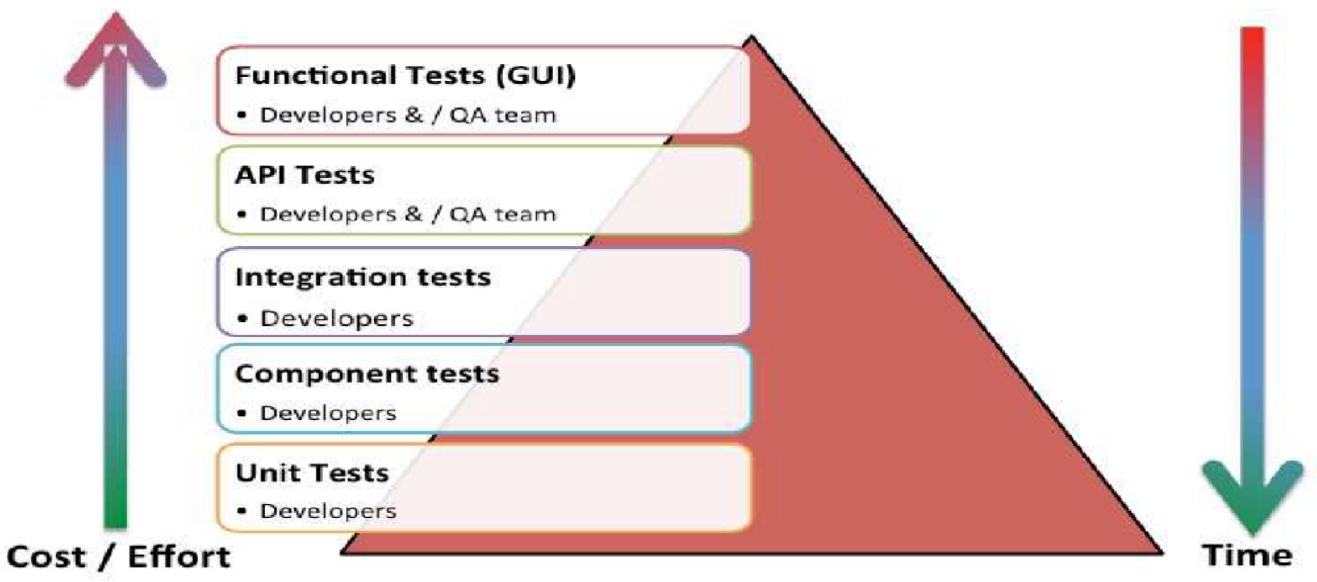 Functional Tests (GUI)
• Developers & / QA team
API Tests
• Developers & / QA team
Integration tests
• Developers
Component tests
• Developers
Unit Tests
• Developers
Cost / Effort
Time